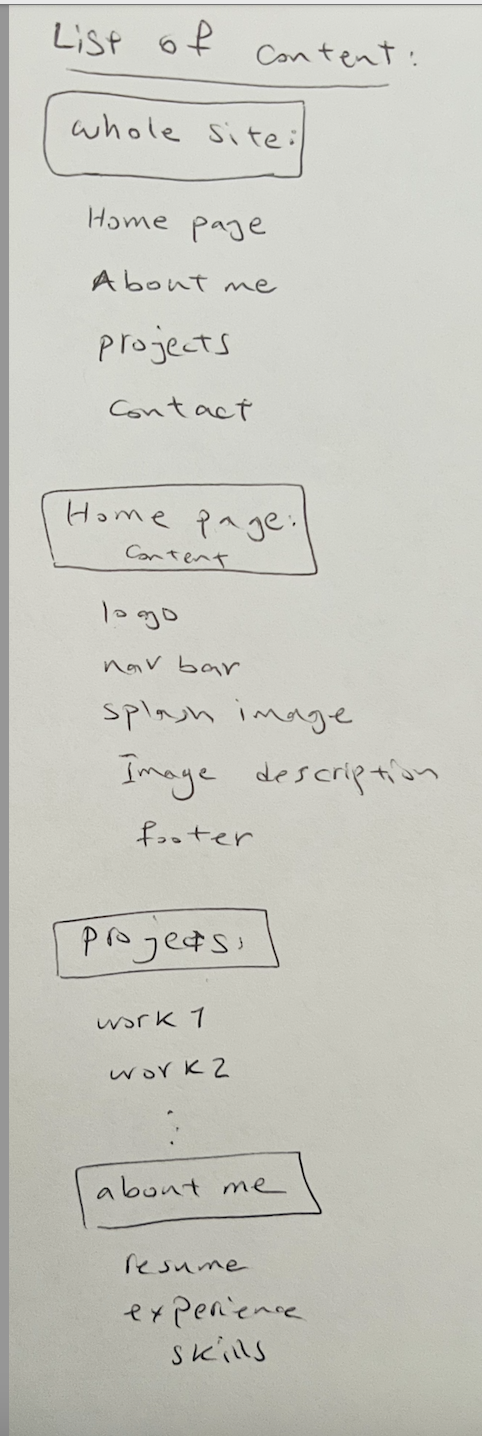 List of content:
whole site:
Home page
About me
projects
Contact
Home page:
Content
logo
nav bar
splash image
Image description
footer
projects:
work 1
work 2
⋮
about me
resume
experience
skills